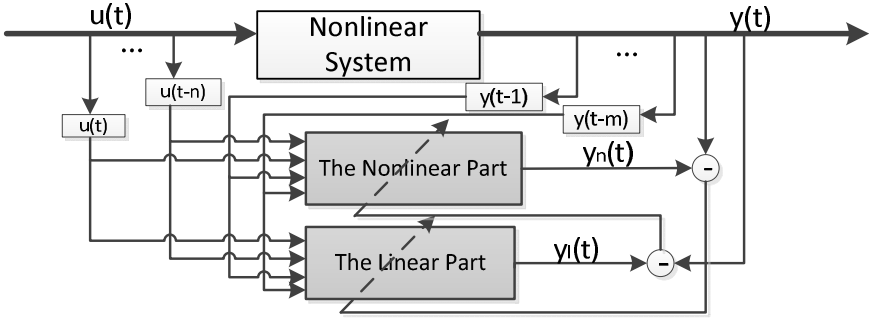 u(t)
Nonlinear
System
y(t)
...
...
u(t-n)
y(t-1)
u(t)
y(t-m)
The Nonlinear Part
yn(t)
-
The Linear Part
yl(t)
-